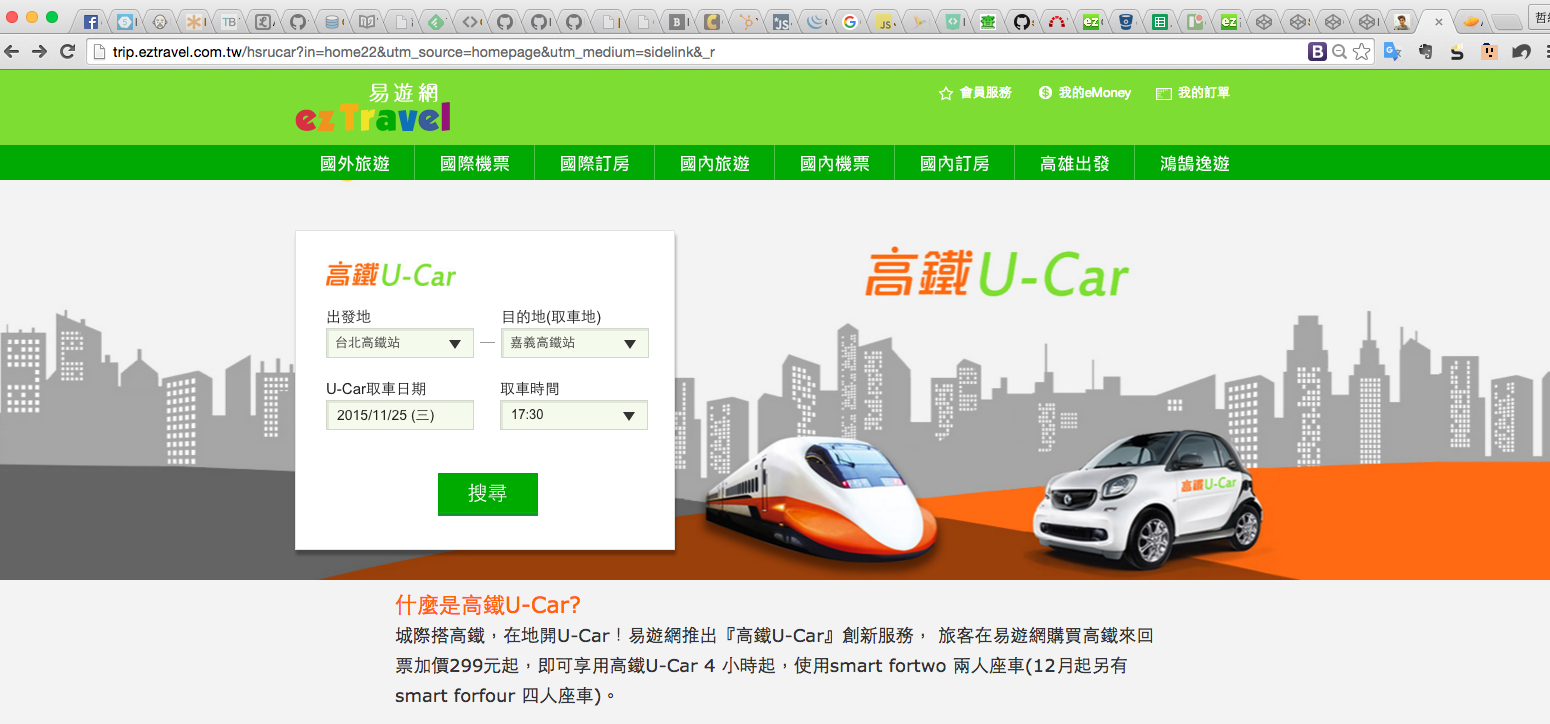 trip.eztravel.com.tw/hsrucar?in=home22&utm_source=homepage&utm_medium=sidelink&_r
易遊網
ezTravel
會員服務
我的eMoney
我的訂單
國外旅遊
國際機票
國際訂房
國內旅遊
國內機票
國內訂房
高雄出發
鴻鵠逸遊
高鐵U-Car
高鐵U-Car
出發地
目的地(取車地)
台北高鐵站
嘉義高鐵站
U-Car取車日期
取車時間
2015/11/25 (三)
17:30
搜尋
高鐵U-Car
什麼是高鐵U-Car?
城際搭高鐵，在地開U-Car！易遊網推出『高鐵U-Car』創新服務， 旅客在易遊網購買高鐵來回
票加價299元起，即可享用高鐵U-Car 4 小時起，使用smart fortwo 兩人座車(12月起另有
smart forfour 四人座車)。